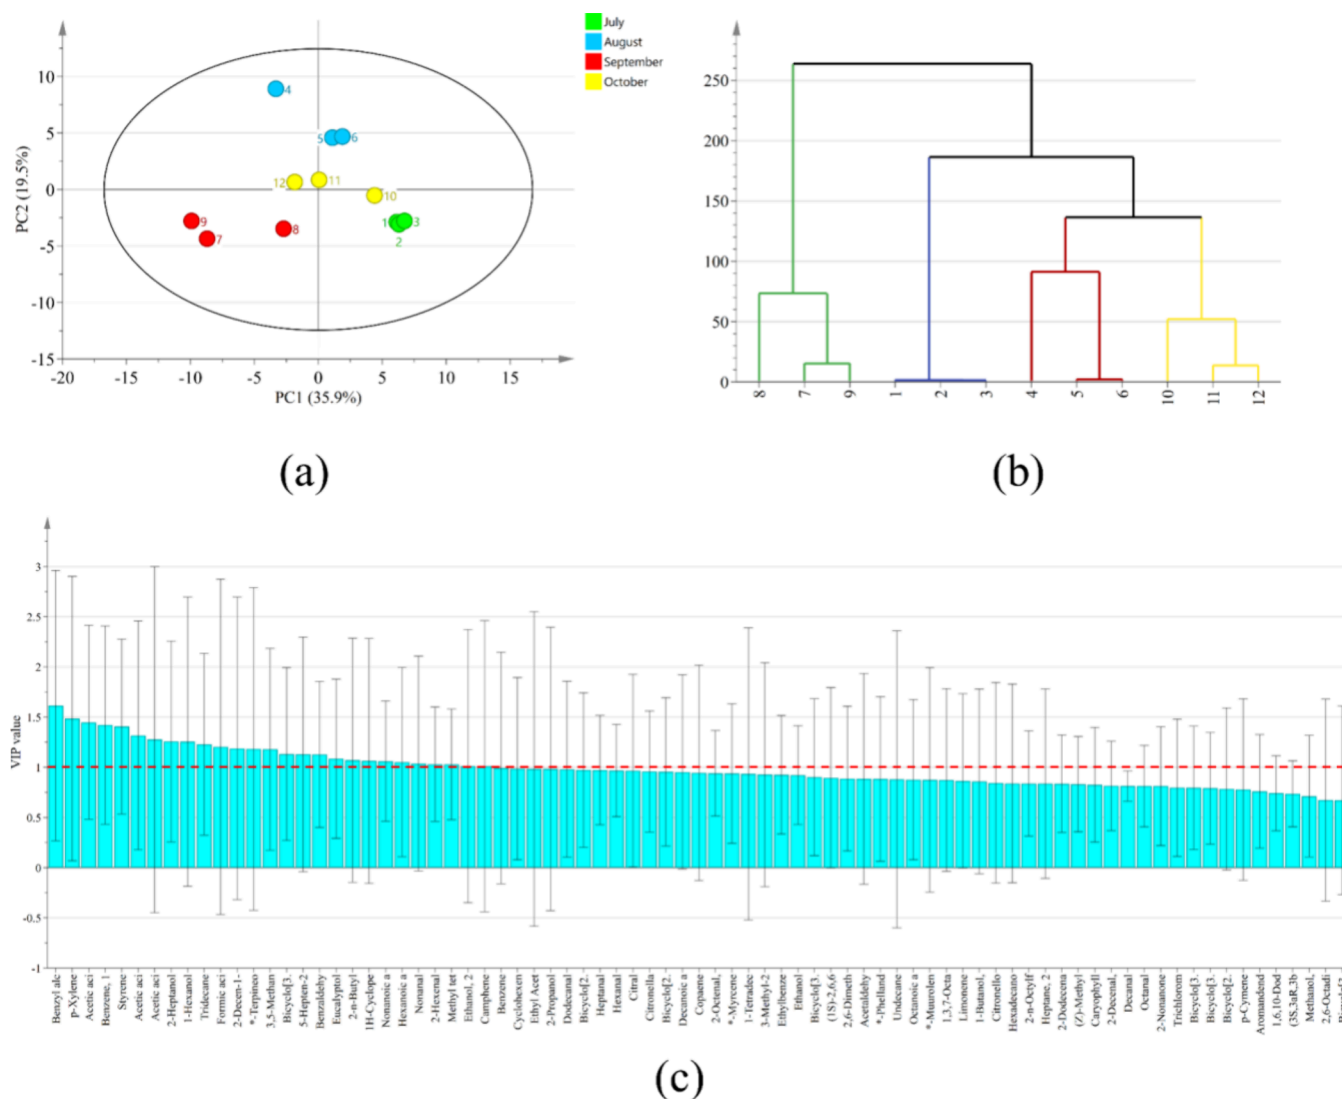 July
August
September
October
PC2 (19.5%)
10
5
0
-5
-10
-15
4
5 6
12 11
10
9 7 8
1 3
2
-20 -15 -10 -5 0 5 10 15
PC1 (35.9%)
250
200
150
100
50
0
8 7 9 1 2 3 4 5 6 10 11 12
(a) (b)
VIP value
3
2.5
2
1.5
1
0.5
0
-0.5
-1
Benzyl alc
p-Xylene
Acetic aci
Benzene, 1
Styrene
Acetic aci
Acetic aci
2-Heptanol
1-Hexanol
Tridecane
Formic aci
2-Decen-1-
*-Terpineo
3,5-Methan
Bicyclo[3.
5-Hepten-2
Benzaldehy
Eucalyptol
2-n-Butyl
1H-Cyclope
Nonanoic a
Hexanoic a
Nonanal
2-Hexenal
Methyl tet
Ethanol, 2
Camphene
Benzene
Cyclohexen
Ethyl Acet
2-Propanol
Dodecanal
Bicyclo[2.
Heptanal
Hexanal
Citral
Citronella
Bicyclo[2.
Decanoic a
Copaene
2-Octenal,
*-Myrcene
1-Tetradec
3-Methyl-2
Ethylbenze
Ethanol
Bicyclo[3.
(1S)-2,6,6
2,6-Dimeth
Acetaldehy
*-Phelland
Undecane
Octanoic a
*-Muurolen
1,3,7-Octa
Limonene
1-Butanol,
Citronello
Hexadecano
2-n-Octylf
Heptane, 2
2-Dodecena
(Z)-Methyl
Caryophyll
2-Decenal,
Decanal
Octanal
2-Nonanone
Trichlorom
Bicyclo[3.
Bicyclo[3.
Bicyclo[2.
p-Cymene
Aromandend
1,6,10-Dod
(3S,3aR,3b
Methanol,
2,6-Octadi
(c)